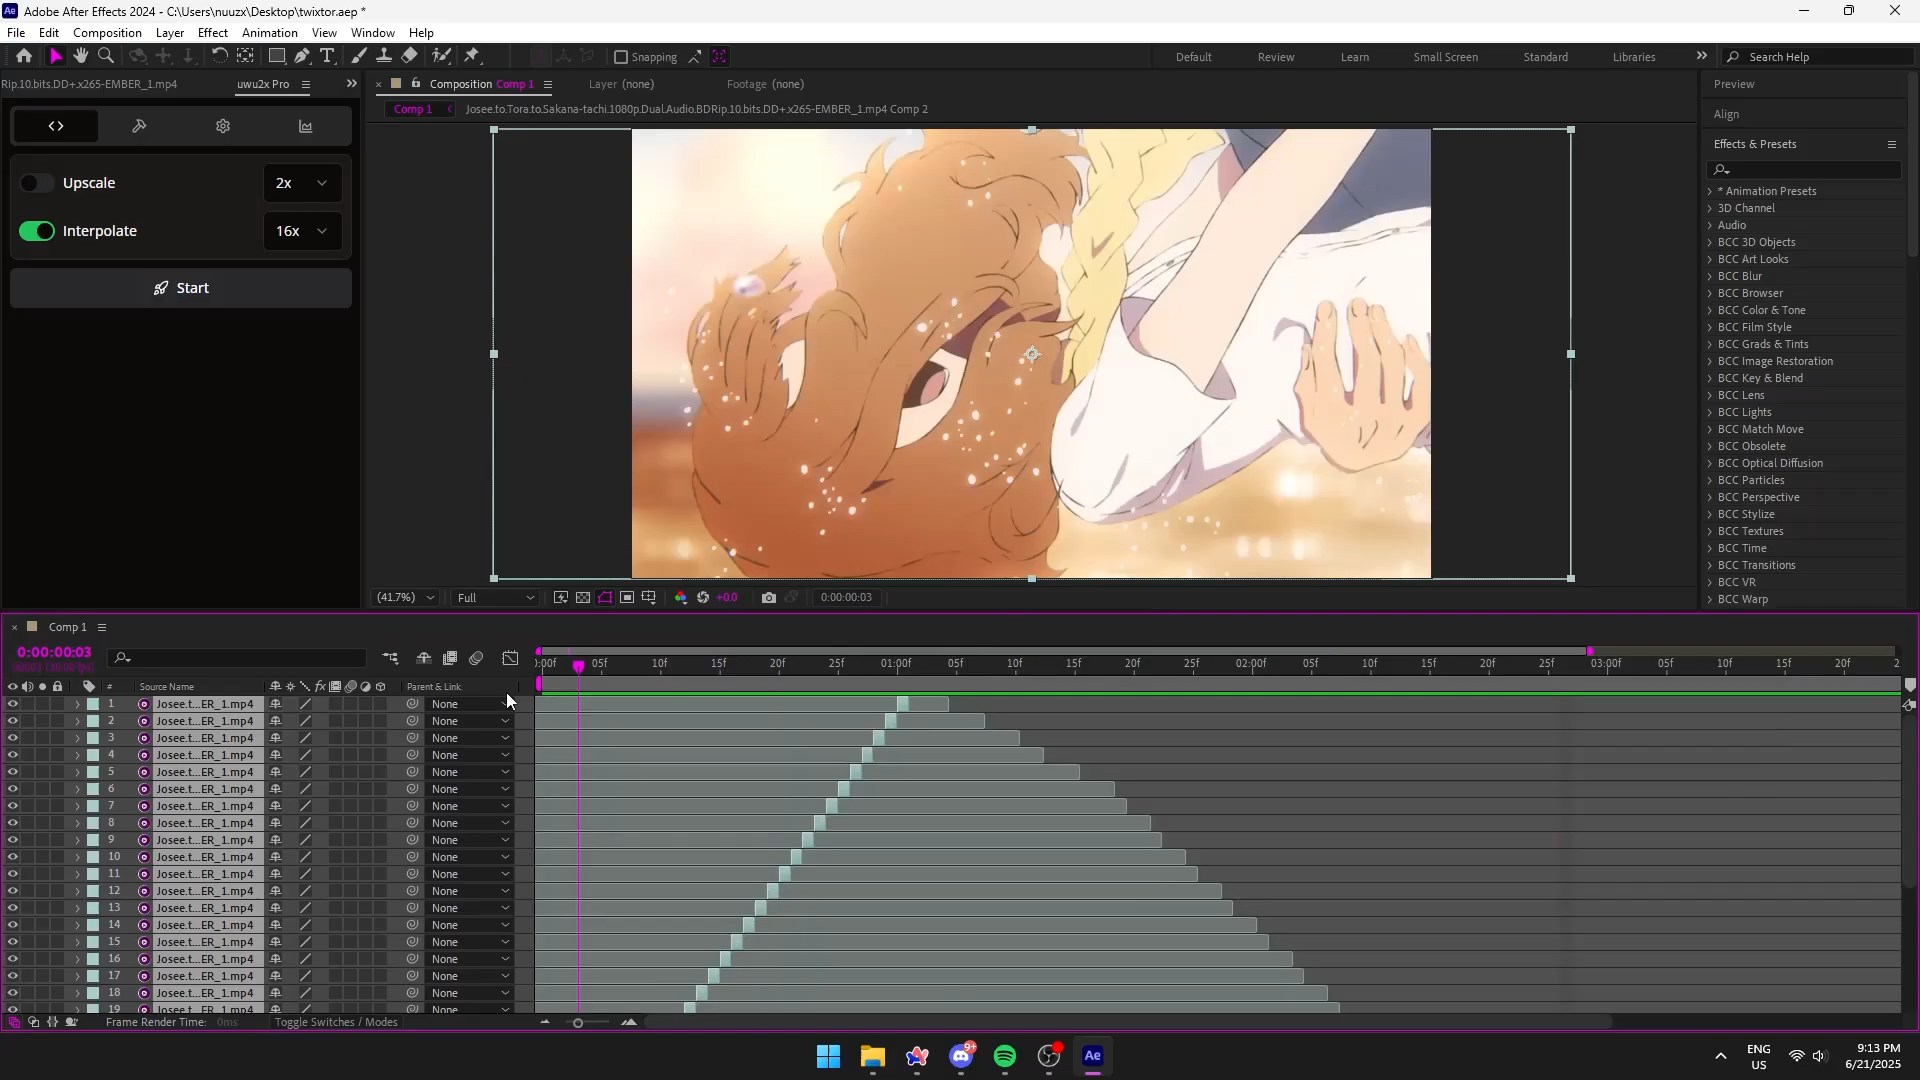 Adobe After Effects 2024 - C:\Users\nuuzx\Desktop\twixtor.aep *
File Edit Composition Layer Effect Animation View Window Help
Snapping Default Review Learn Small Screen Standard Libraries Search Help
Rip.10.bits.DD+.x265-EMBER_1.mp4 uwu2x Pro
Composition Comp 1 Layer (none) Footage (none)
Comp 1 Josee.to.Tora.to.Sakana-tachi.1080p.Dual.Audio.BDRip.10.bits.DD+.x265-EMBER_1.mp4 Comp 2
Upscale 2x
Interpolate 16x
Start
Preview
Align
Effects & Presets
* Animation Presets
3D Channel
Audio
BCC 3D Objects
BCC Art Looks
BCC Blur
BCC Browser
BCC Color & Tone
BCC Film Style
BCC Grads & Tints
BCC Image Restoration
BCC Key & Blend
BCC Lens
BCC Lights
BCC Match Move
BCC Obsolete
BCC Optical Diffusion
BCC Particles
BCC Perspective
BCC Stylize
BCC Textures
BCC Time
BCC Transitions
BCC VR
BCC Warp
(41.7%) Full +0.0 0:00:00:03
Comp 1
0:00:00:03
:00f 05f 10f 15f 20f 25f 01:00f 05f 10f 15f 20f 25f 02:00f 05f 10f 15f 20f 25f 03:00f 05f 10f 15f 20f 2
# Source Name fx Parent & Link
1 Josee.t...ER_1.mp4 None
2 Josee.t...ER_1.mp4 None
3 Josee.t...ER_1.mp4 None
4 Josee.t...ER_1.mp4 None
5 Josee.t...ER_1.mp4 None
6 Josee.t...ER_1.mp4 None
7 Josee.t...ER_1.mp4 None
8 Josee.t...ER_1.mp4 None
9 Josee.t...ER_1.mp4 None
10 Josee.t...ER_1.mp4 None
11 Josee.t...ER_1.mp4 None
12 Josee.t...ER_1.mp4 None
13 Josee.t...ER_1.mp4 None
14 Josee.t...ER_1.mp4 None
15 Josee.t...ER_1.mp4 None
16 Josee.t...ER_1.mp4 None
17 Josee.t...ER_1.mp4 None
18 Josee.t...ER_1.mp4 None
19 Josee.t...ER_1.mp4 None
Frame Render Time: 0ms Toggle Switches / Modes
9+ Ae
ENG
US
9:13 PM
6/21/2025